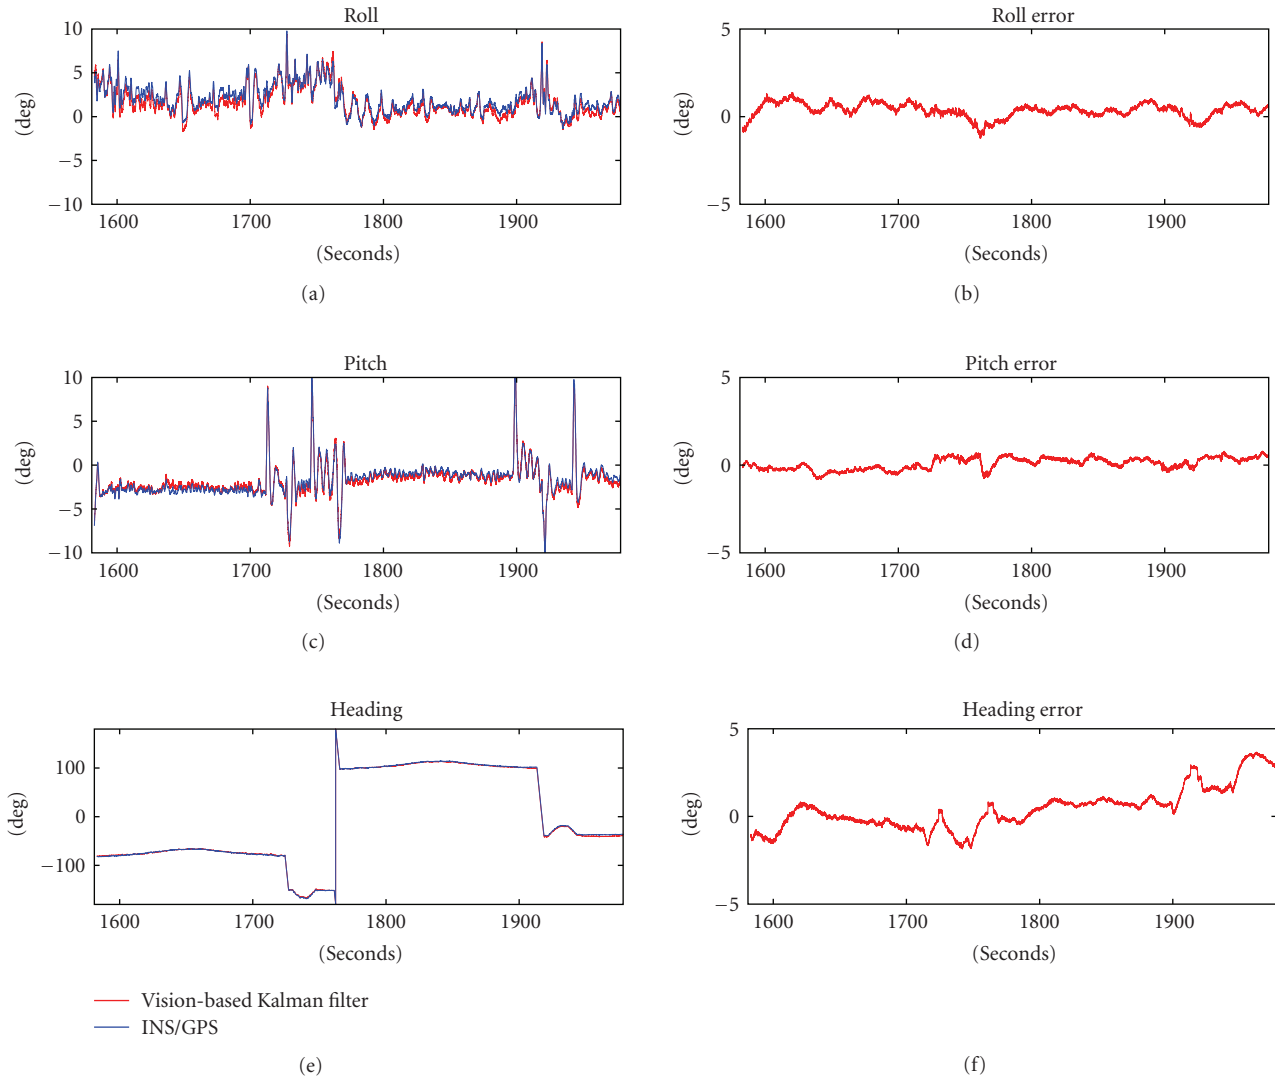 Roll
10
5
0
−5
−10
(deg)
1600 1700 1800 1900
(Seconds)
(a)
Roll error
5
0
−5
(deg)
1600 1700 1800 1900
(Seconds)
(b)
Pitch
10
5
0
−5
−10
(deg)
1600 1700 1800 1900
(Seconds)
(c)
Pitch error
5
0
−5
(deg)
1600 1700 1800 1900
(Seconds)
(d)
Heading
100
0
−100
(deg)
1600 1700 1800 1900
(Seconds)
Vision-based Kalman filter
INS/GPS
(e)
Heading error
5
0
−5
(deg)
1600 1700 1800 1900
(Seconds)
(f)